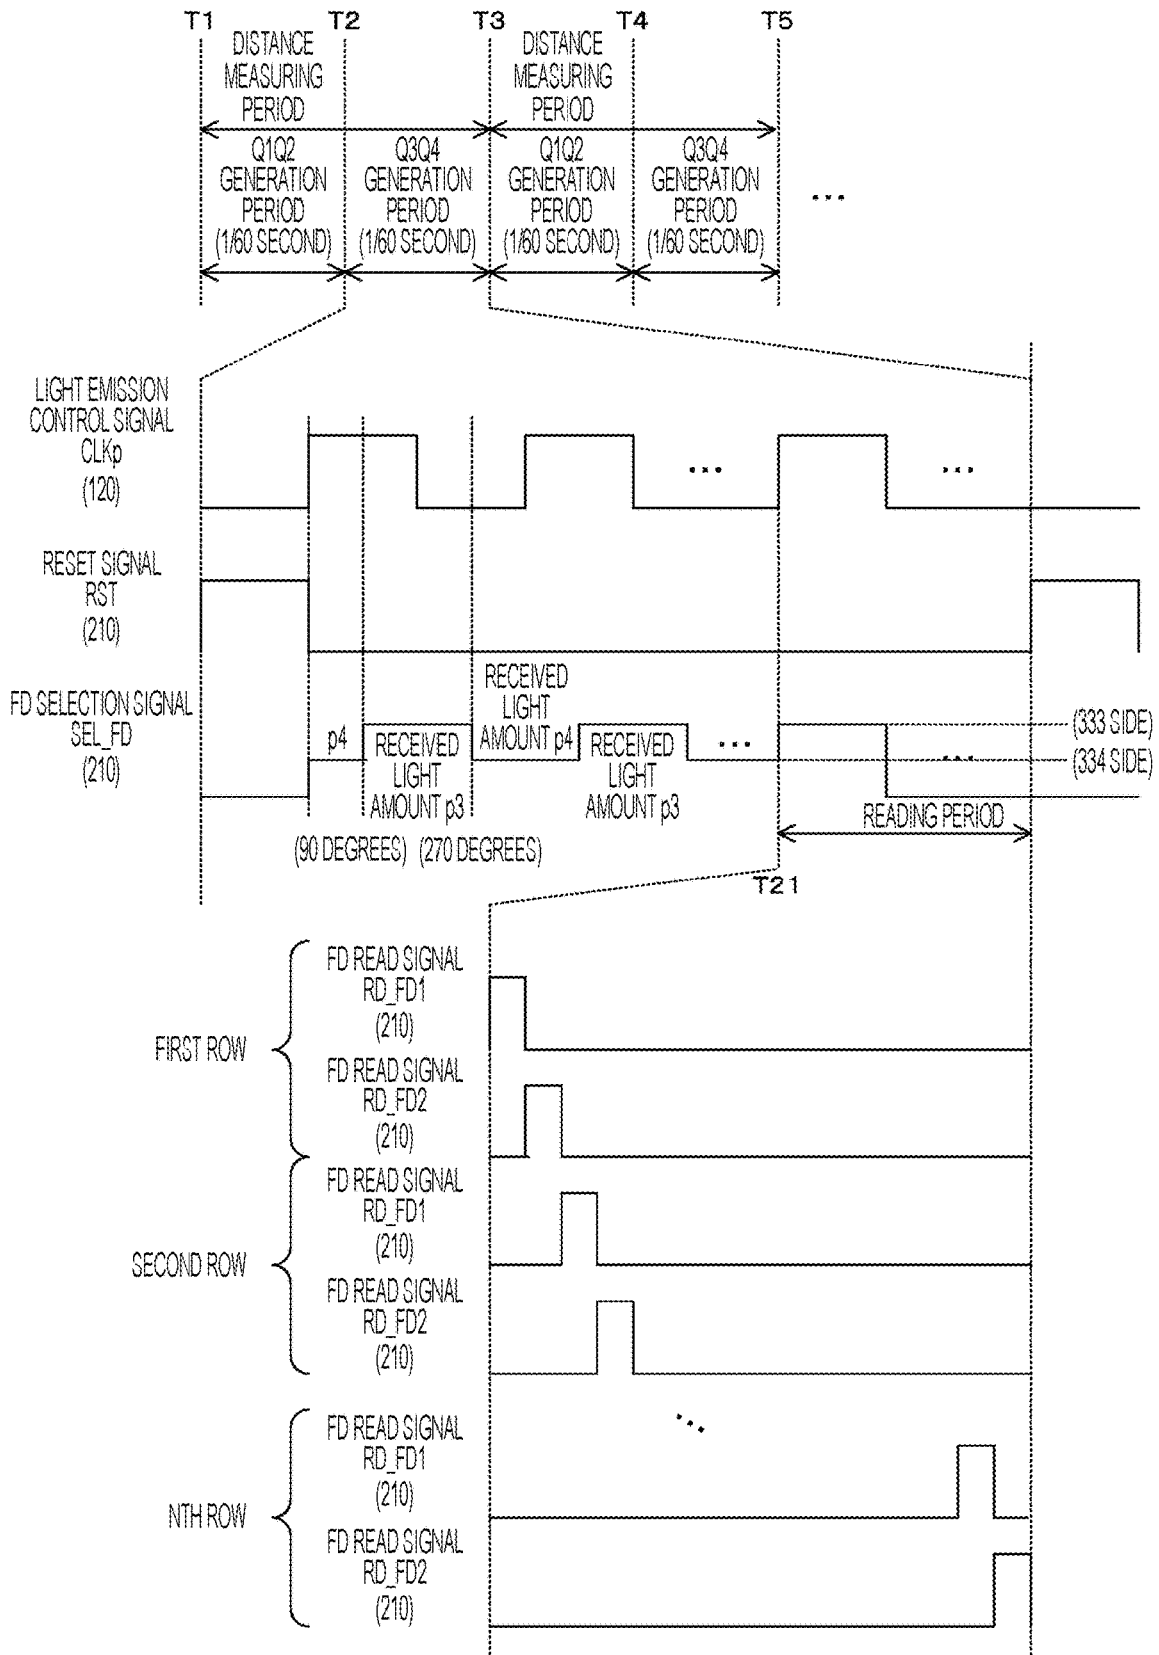 T1 T2 T3 T4 T5
DISTANCE
MEASURING
PERIOD
DISTANCE
MEASURING
PERIOD
Q1Q2
GENERATION
PERIOD
(1/60 SECOND)
Q3Q4
GENERATION
PERIOD
(1/60 SECOND)
Q1Q2
GENERATION
PERIOD
(1/60 SECOND)
Q3Q4
GENERATION
PERIOD
(1/60 SECOND)
...
LIGHT EMISSION
CONTROL SIGNAL
CLKp
(120)
...
...
RESET SIGNAL
RST
(210)
FD SELECTION SIGNAL
SEL_FD
(210)
p4
RECEIVED
LIGHT
AMOUNT p3
RECEIVED
LIGHT
AMOUNT p4
RECEIVED
LIGHT
AMOUNT p3
...
...
(333 SIDE)
(334 SIDE)
READING PERIOD
(90 DEGREES) (270 DEGREES)
T21
FIRST ROW
FD READ SIGNAL
RD_FD1
(210)
FD READ SIGNAL
RD_FD2
(210)
SECOND ROW
FD READ SIGNAL
RD_FD1
(210)
FD READ SIGNAL
RD_FD2
(210)
...
NTH ROW
FD READ SIGNAL
RD_FD1
(210)
FD READ SIGNAL
RD_FD2
(210)